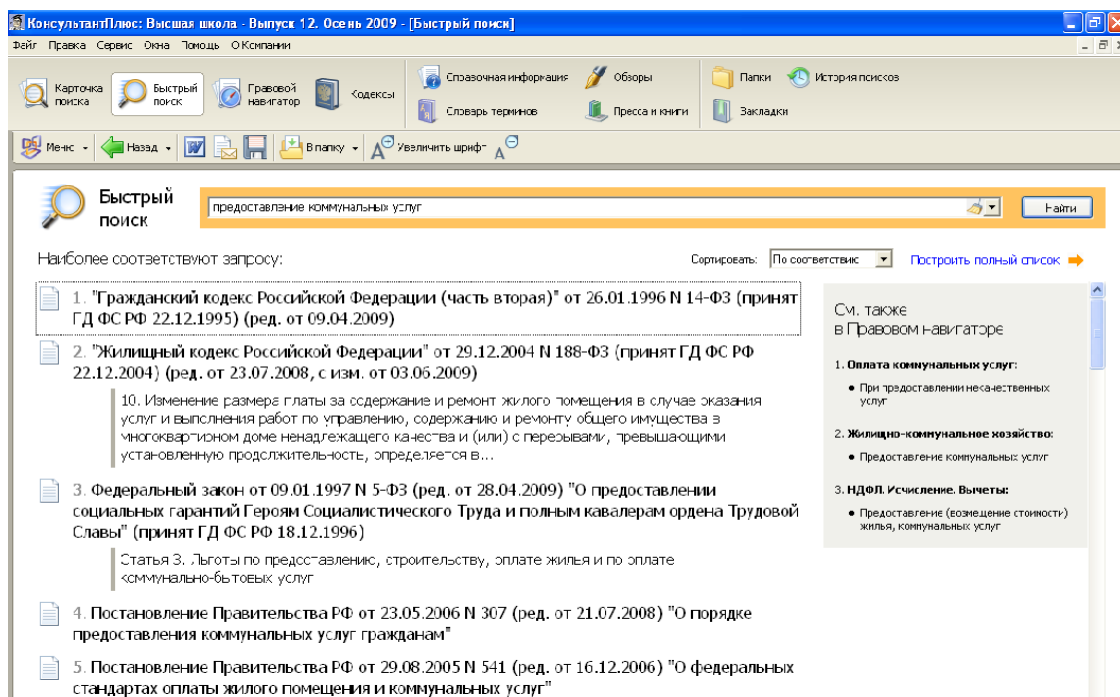 КонсультантПлюс: Высшая школа - Выпуск 12. Осень 2009 - [Быстрый поиск]
Файл Правка Сервис Окна Помощь О Компании
Карточка поиска
Быстрый поиск
Правовой навигатор
Кодексы
Справочная информация
Обзоры
Папки
История поисков
Словарь терминов
Пресса и книги
Закладки
Меню
Назад
В папку
Увеличить шрифт
Быстрый
поиск
предоставление коммунальных услуг
Найти
Наиболее соответствуют запросу:
Сортировать: По соответствию
Построить полный список
1. "Гражданский кодекс Российской Федерации (часть вторая)" от 26.01.1996 N 14-ФЗ (принят
ГД ФС РФ 22.12.1995) (ред. от 09.04.2009)
2. "Жилищный кодекс Российской Федерации" от 29.12.2004 N 188-ФЗ (принят ГД ФС РФ
22.12.2004) (ред. от 23.07.2008, с изм. от 03.06.2009)
10. Изменение размера платы за содержание и ремонт жилого помещения в случае оказания
услуг и выполнения работ по управлению, содержанию и ремонту общего имущества в
многоквартирном доме ненадлежащего качества и (или) с перерывами, превышающими
установленную продолжительность, определяется в...
3. Федеральный закон от 09.01.1997 N 5-ФЗ (ред. от 28.04.2009) "О предоставлении
социальных гарантий Героям Социалистического Труда и полным кавалерам ордена Трудовой
Славы" (принят ГД ФС РФ 18.12.1996)
Статья 3. Льготы по предоставлению, строительству, оплате жилья и по оплате
коммунально-бытовых услуг
4. Постановление Правительства РФ от 23.05.2006 N 307 (ред. от 21.07.2008) "О порядке
предоставления коммунальных услуг гражданам"
5. Постановление Правительства РФ от 29.08.2005 N 541 (ред. от 16.12.2006) "О федеральных
стандартах оплаты жилого помещения и коммунальных услуг"
См. также
в Правовом навигаторе
1. Оплата коммунальных услуг:
• При предоставлении некачественных
услуг
2. Жилищно-коммунальное хозяйство:
• Предоставление коммунальных услуг
3. НДФЛ. Исчисление. Вычеты:
• Предоставление (возмещение стоимости)
жилья, коммунальных услуг